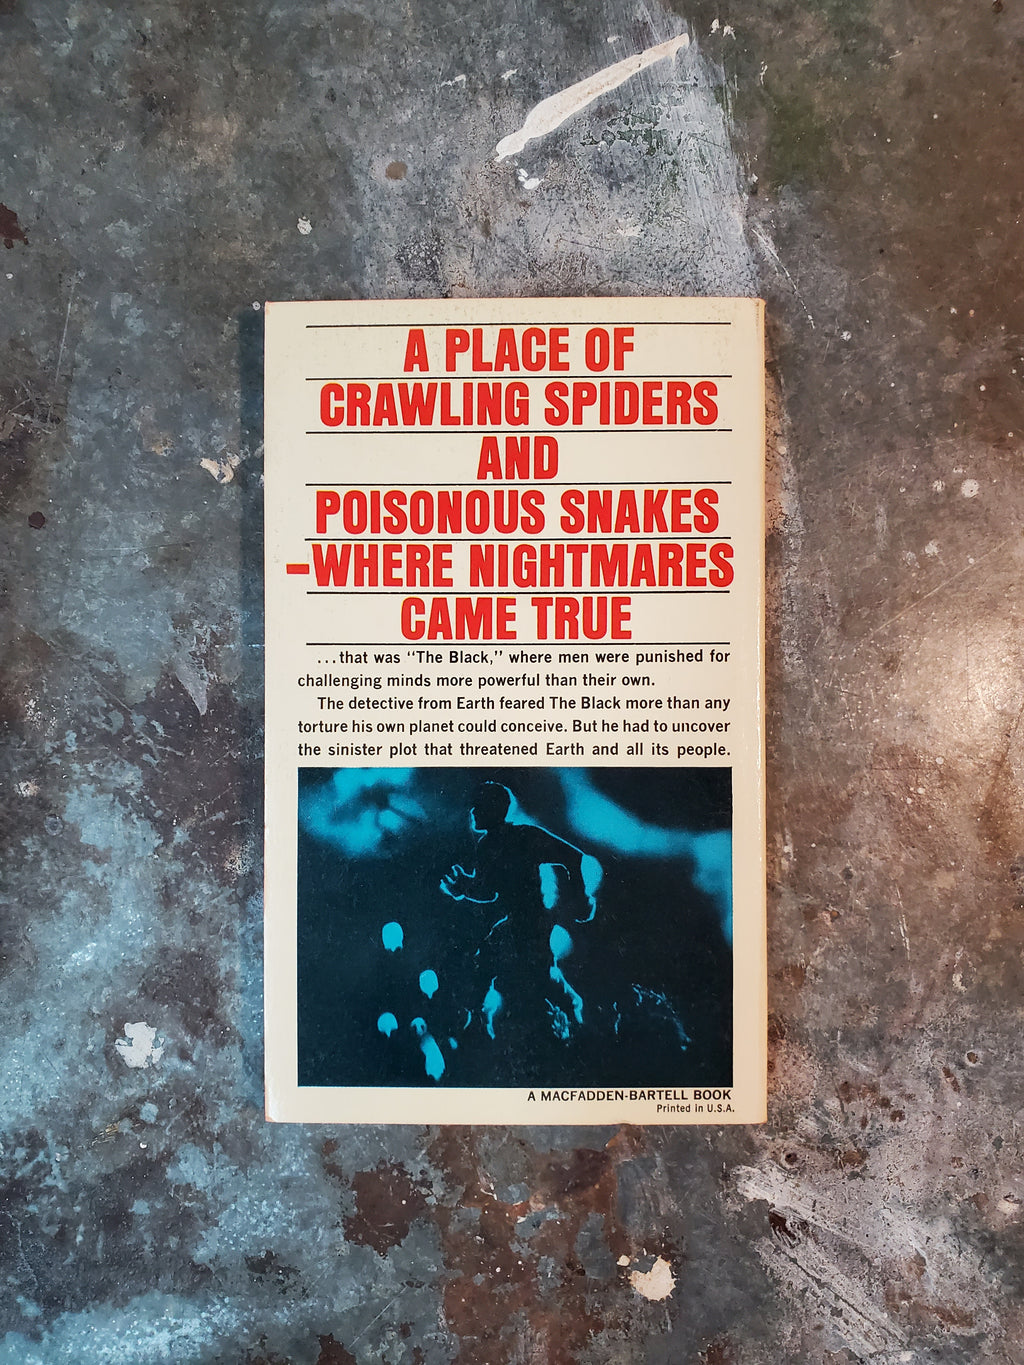 A PLACE OF
CRAWLING SPIDERS
AND
POISONOUS SNAKES
–WHERE NIGHTMARES
CAME TRUE
...that was “The Black,” where men were punished for
challenging minds more powerful than their own.
The detective from Earth feared The Black more than any
torture his own planet could conceive. But he had to uncover
the sinister plot that threatened Earth and all its people.
A MACFADDEN-BARTELL BOOK
Printed in U.S.A.